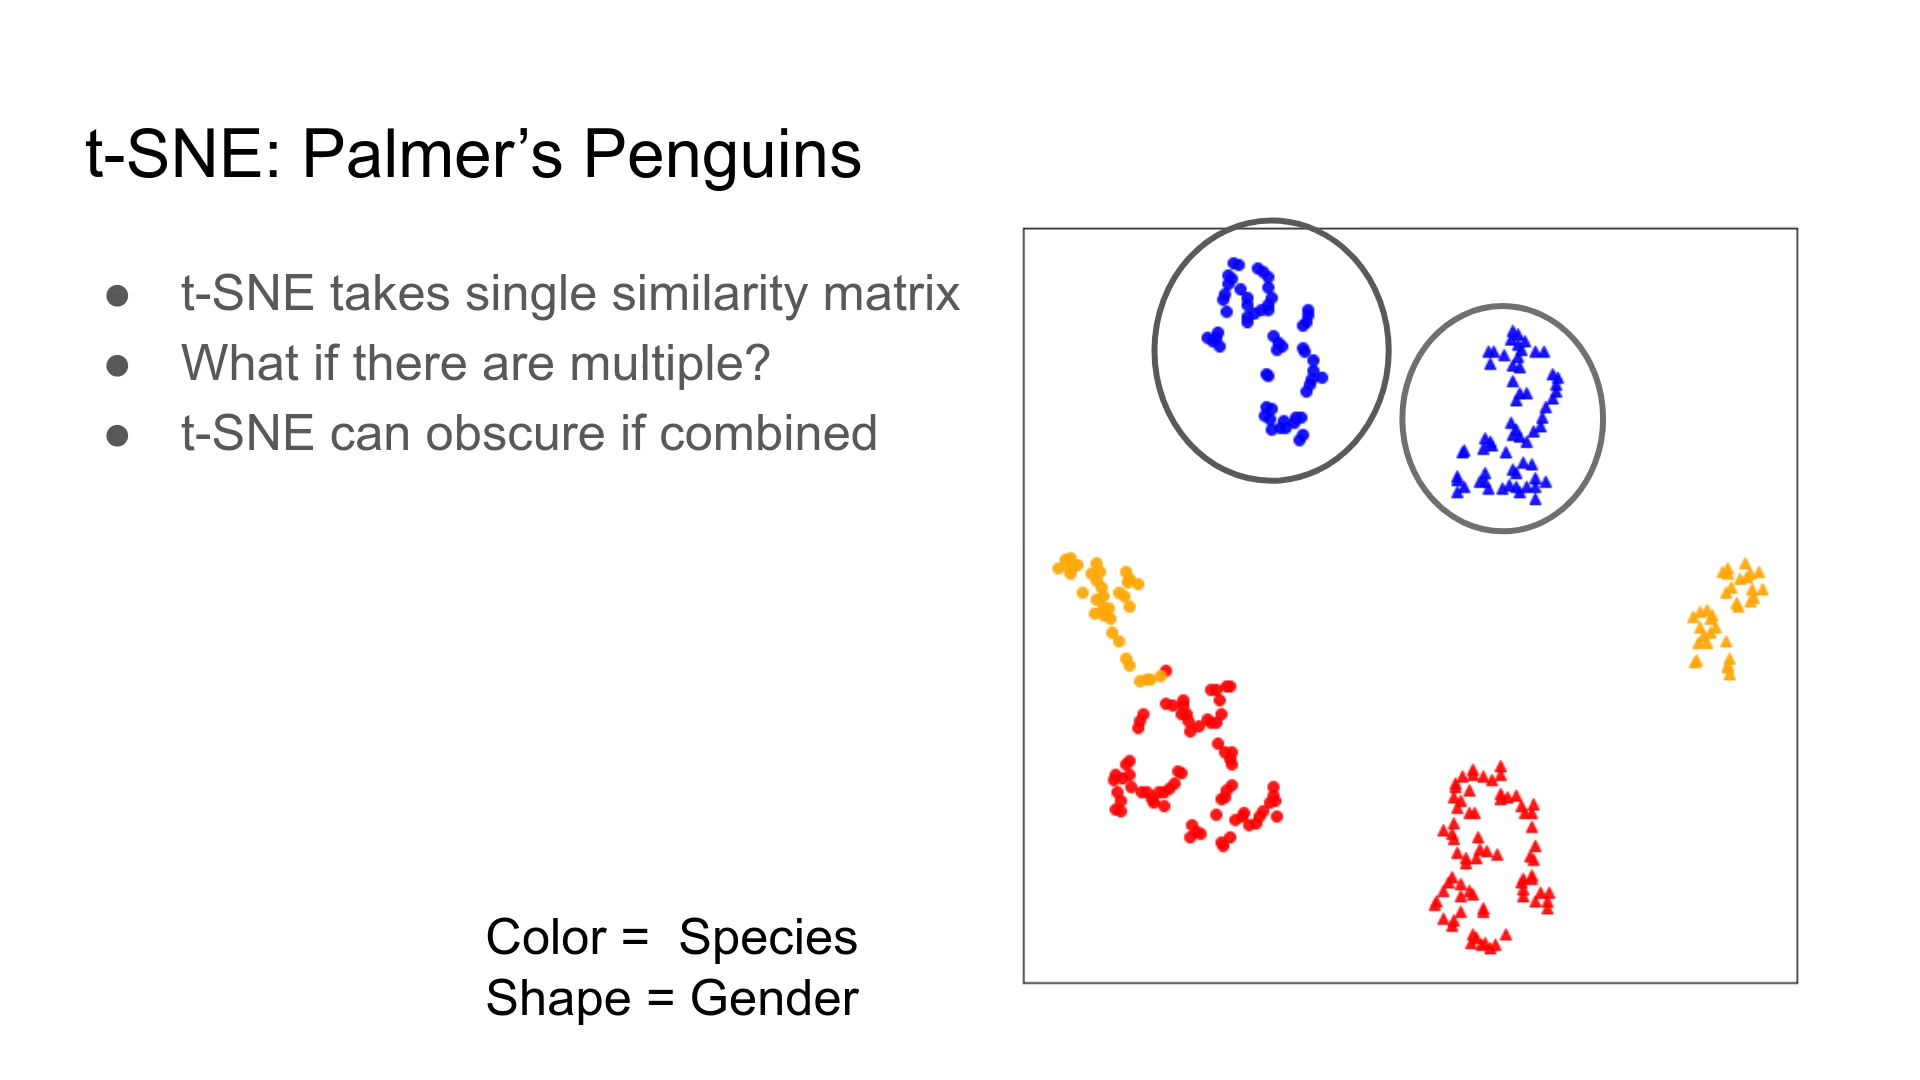 t-SNE: Palmer’s Penguins
● t-SNE takes single similarity matrix
● What if there are multiple?
● t-SNE can obscure if combined
Color =  Species
Shape = Gender